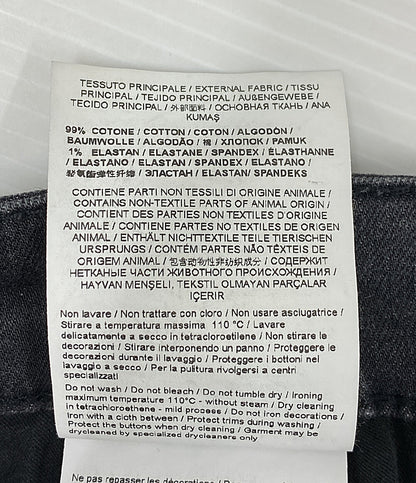 TESSUTO PRINCIPALE / EXTERNAL FABRIC / TISSU
PRINCIPAL / TEJIDO PRINCIPAL / AUßENGEWEBE /
TECIDO PRINCIPAL / 外部面料 / ОСНОВНАЯ ТКАНЬ / ANA
KUMAŞ
99% COTONE / COTTON / COTON / ALGODÓN /
BAUMWOLLE / ALGODÃO / 棉 / ХЛОПОК / PAMUK
1% ELASTAN / ELASTANE / SPANDEX / ÉLASTHANNE
/ ELASTANO / ELASTAN / SPANDEX / ELASTANO /
聚氨酯弹性纤维 / ЭЛАСТАН / ELASTAN/ SPANDEKS
CONTIENE PARTI NON TESSILI DI ORIGINE ANIMALE /
CONTAINS NON-TEXTILE PARTS OF ANIMAL ORIGIN /
CONTIENT DES PARTIES NON TEXTILES D'ORIGINE
ANIMALE / CONTIENE PARTES NO TEXTILES DE ORIGEN
ANIMAL / ENTHÄLT NICHTTEXTILE TEILE TIERISCHEN
URSPRUNGS / CONTÉM PARTES NÃO TÊXTEIS DE
ORIGEM ANIMAL / 包含动物性非纺织成分 / СОДЕРЖИТ
НЕТКАНЫЕ ЧАСТИ ЖИВОТНОГО ПРОИСХОЖДЕНИЯ /
HAYVAN MENŞELİ, TEKSTIL OLMAYAN PARÇALAR
İÇERIR
Non lavare / Non trattare con cloro / Non usare asciugatrice /
Stirare a temperatura massima 110 °C / Lavare
delicatamente a secco in tetracloroetilene / Non stirare le
decorazioni / Stirare interponendo un panno / Proteggere le
decorazioni durante il lavaggio / Proteggere i bottoni nel
lavaggio a secco / Per la pulitura rivolgersi a centri
specializzati
Do not wash / Do not bleach / Do not tumble dry / Ironing
maximum temperature 110°C - without steam / Dry cleaning
in tetrachloroethene - mild process / Do not iron decorations /
Iron with a cloth between / Protect trims during washing /
Protect the buttons when dry cleaning / Garment may be
drycleaned by specialized drycleaners only
Ne pas repasser les décorations /